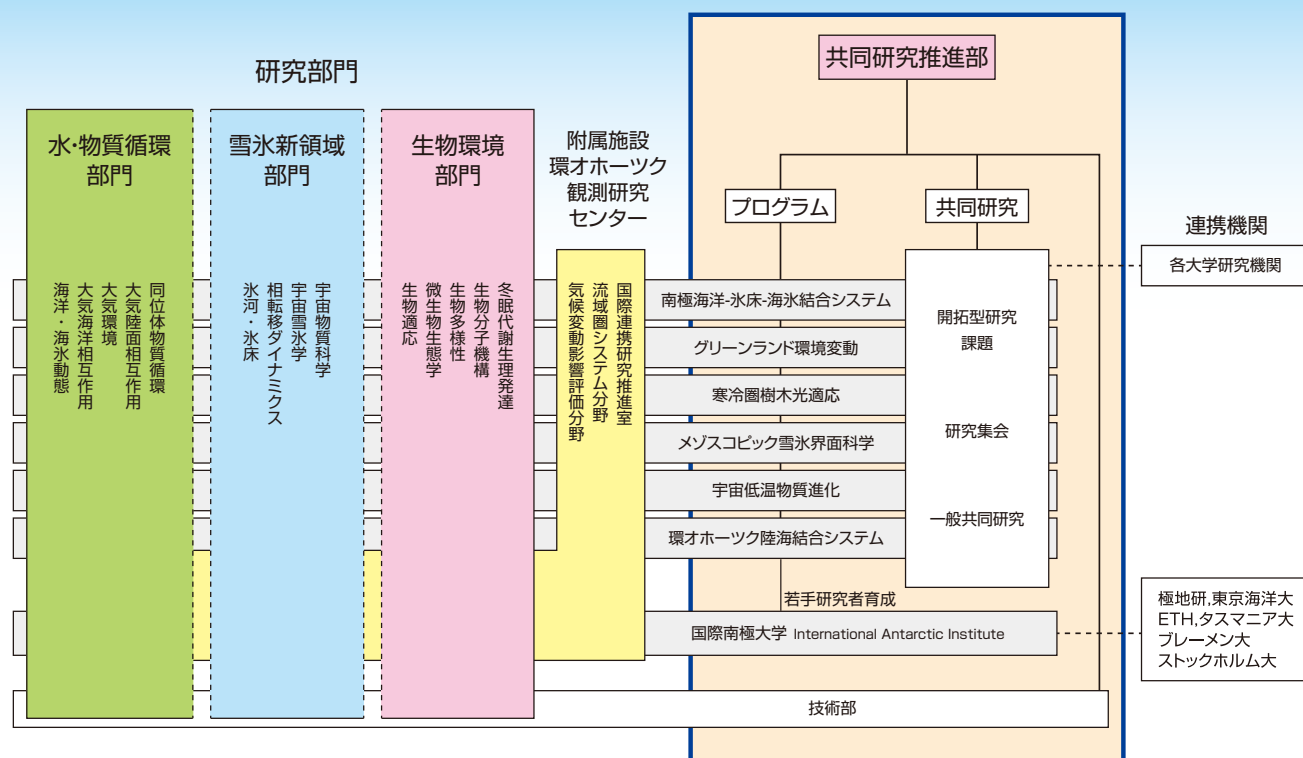 研究部門
水・物質循環
部門
同位体物質循環
大気陸面相互作用
大気環境
大気海洋相互作用
海洋・海氷動態
雪氷新領域
部門
宇宙物質科学
宇宙雪氷学
相転移ダイナミクス
氷河・氷床
生物環境
部門
冬眠代謝生理発達
生物分子機構
生物多様性
微生物生態学
生物適応
附属施設
環オホーツク
観測研究
センター
国際連携研究推進室
流域圏システム分野
気候変動影響評価分野
共同研究推進部
プログラム
共同研究
南極海洋-氷床-海氷結合システム
グリーンランド環境変動
寒冷圏樹木光適応
メゾスコピック雪氷界面科学
宇宙低温物質進化
環オホーツク陸海結合システム
開拓型研究
課題
研究集会
一般共同研究
若手研究者育成
国際南極大学 International Antarctic Institute
技術部
連携機関
各大学研究機関
極地研,東京海洋大
ETH,タスマニア大
ブレーメン大
ストックホルム大